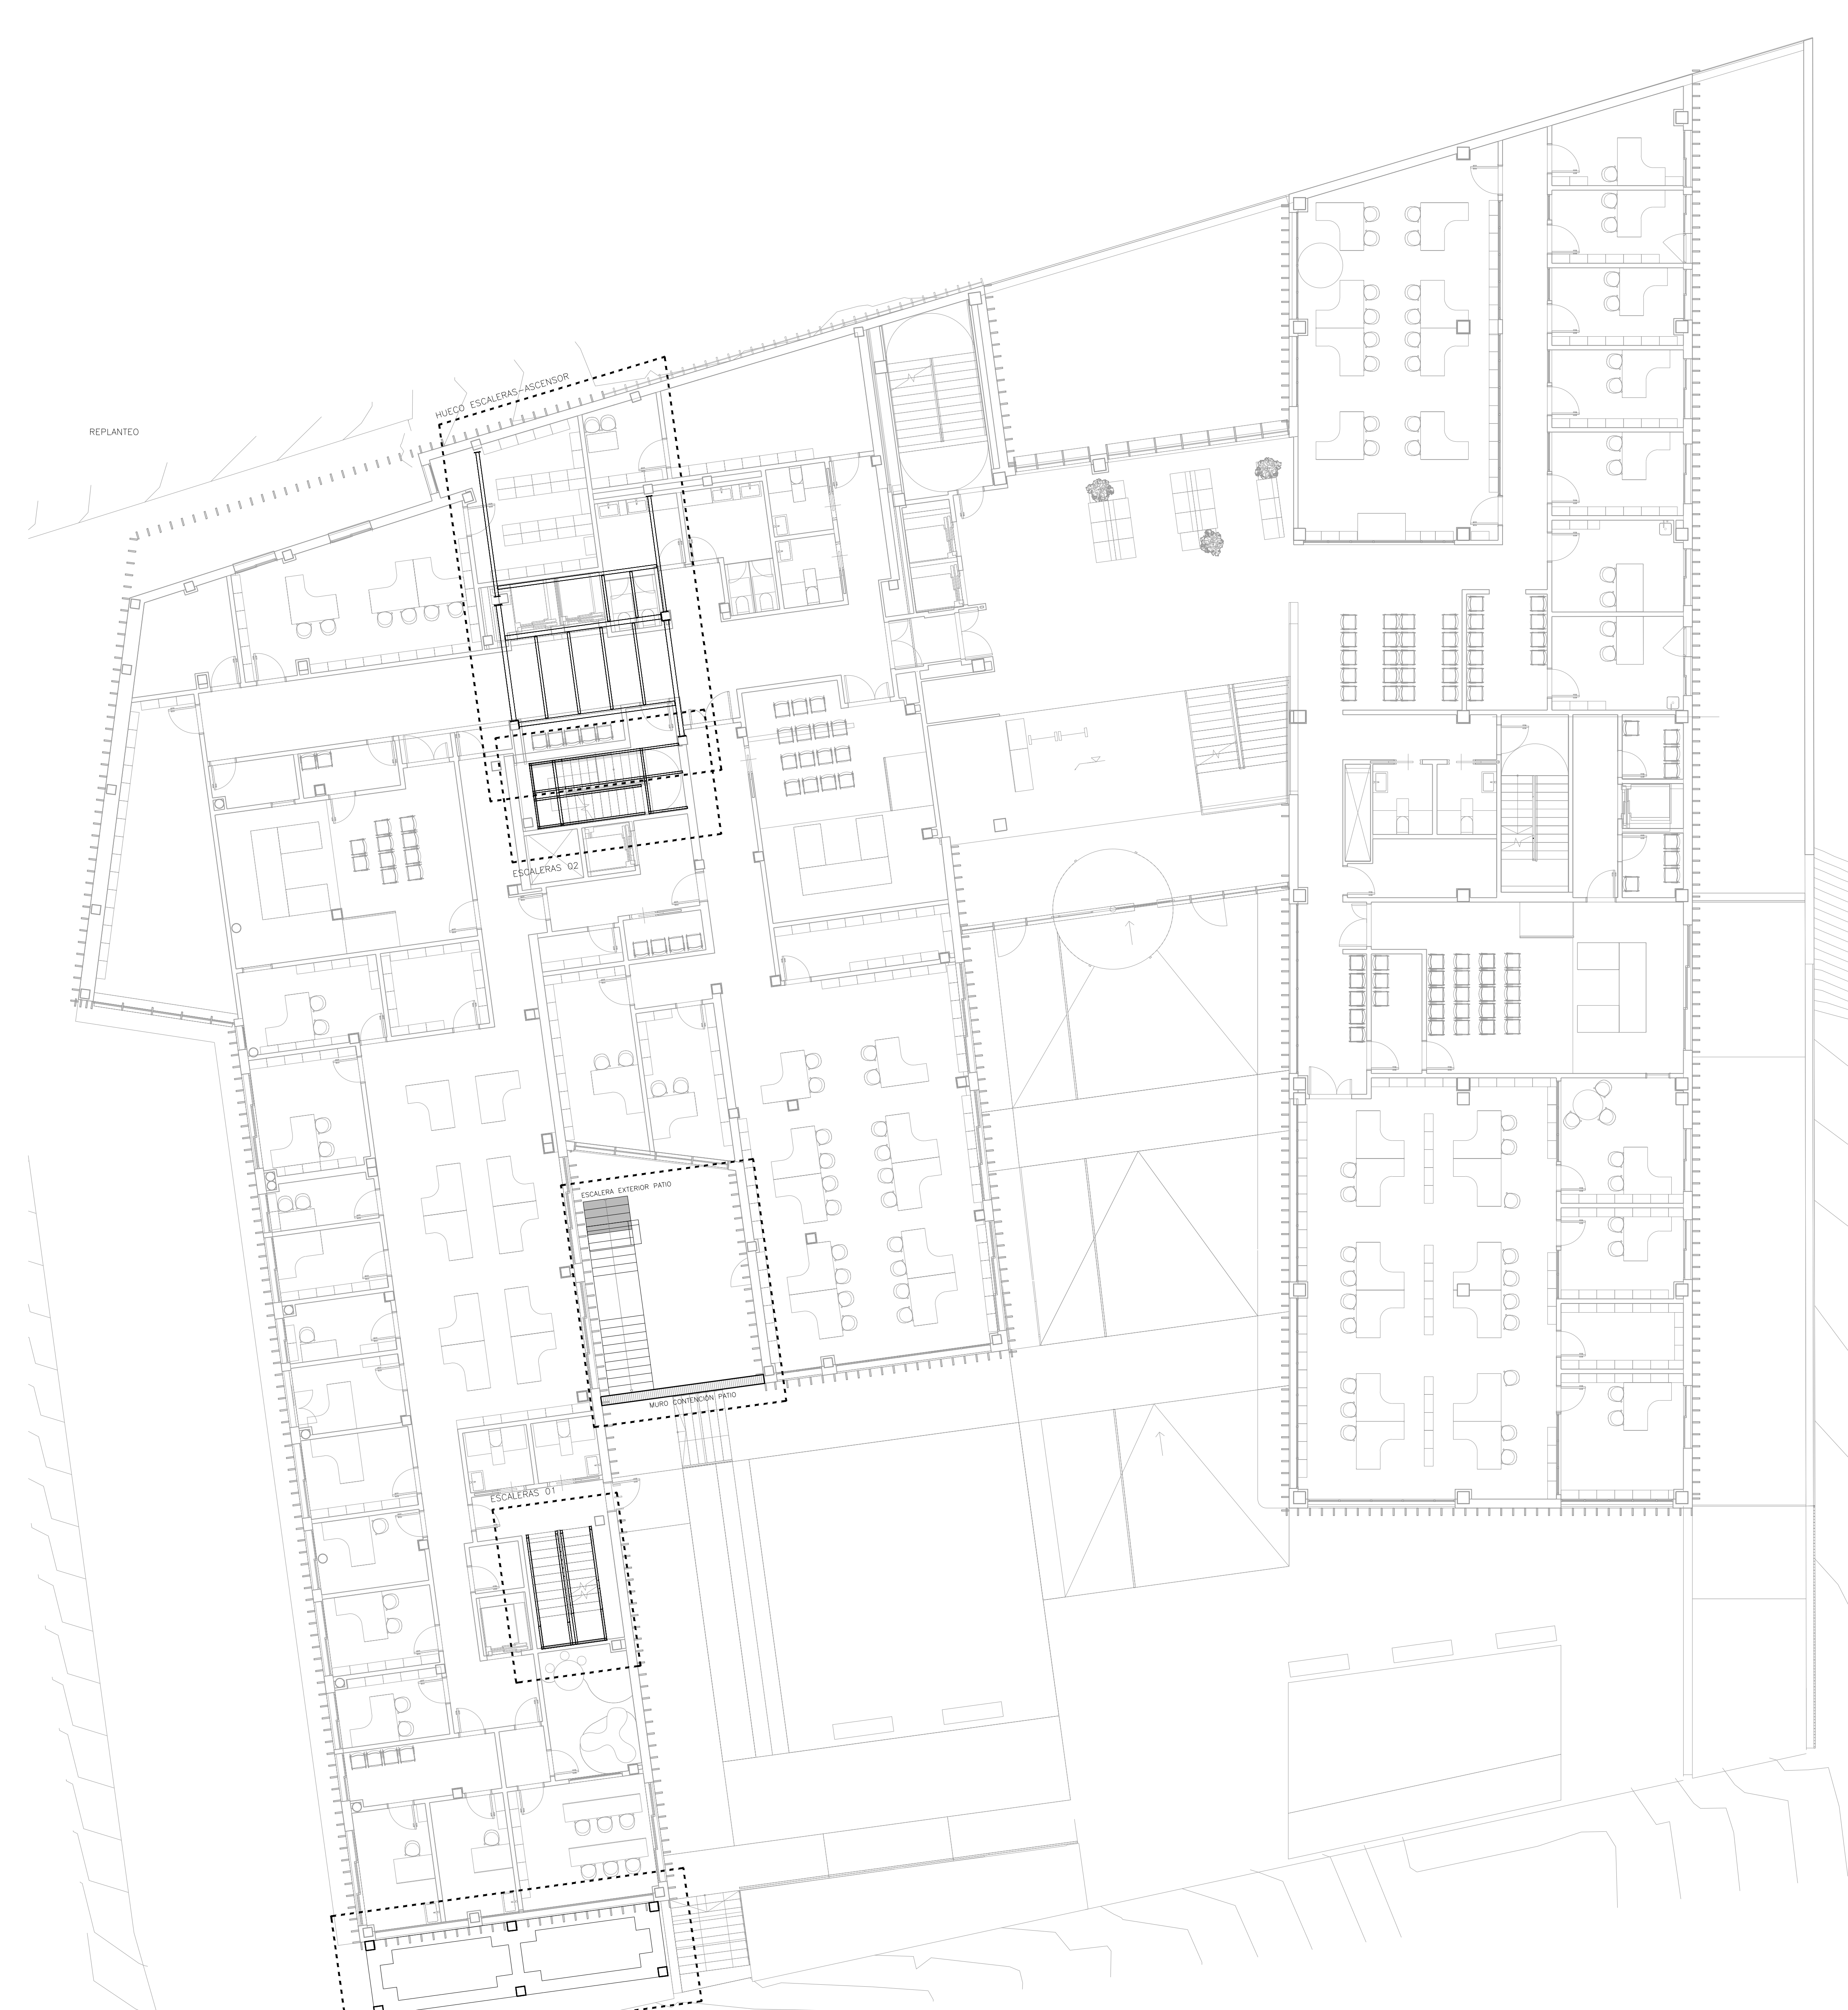 HUECO ESCALERAS-ASCENSOR
REPLANTEO
ESCALERAS 02
ESCALERA EXTERIOR PATIO
MURO CONTENCIÓN PATIO
ESCALERAS 01